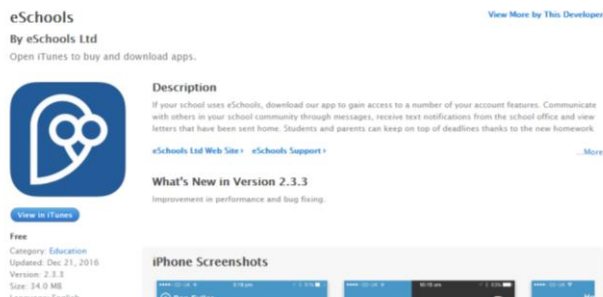 eSchools
View More by This Developer
By eSchools Ltd
Open iTunes to buy and download apps.
Description
If your school uses eSchools, download our app to gain access to a number of your account features. Communicate
with others in your school community through messages, receive text notifications from the school office and view
letters that have been sent home. Students and parents can keep on top of deadlines thanks to the new homework
eSchools Ltd Web Site › eSchools Support ›
...More
What's New in Version 2.3.3
Improvement in performance and bug fixing.
View in iTunes
Free
Category: Education
Updated: Dec 21, 2016
Version: 2.3.3
Size: 34.0 MB
Language: English
iPhone Screenshots